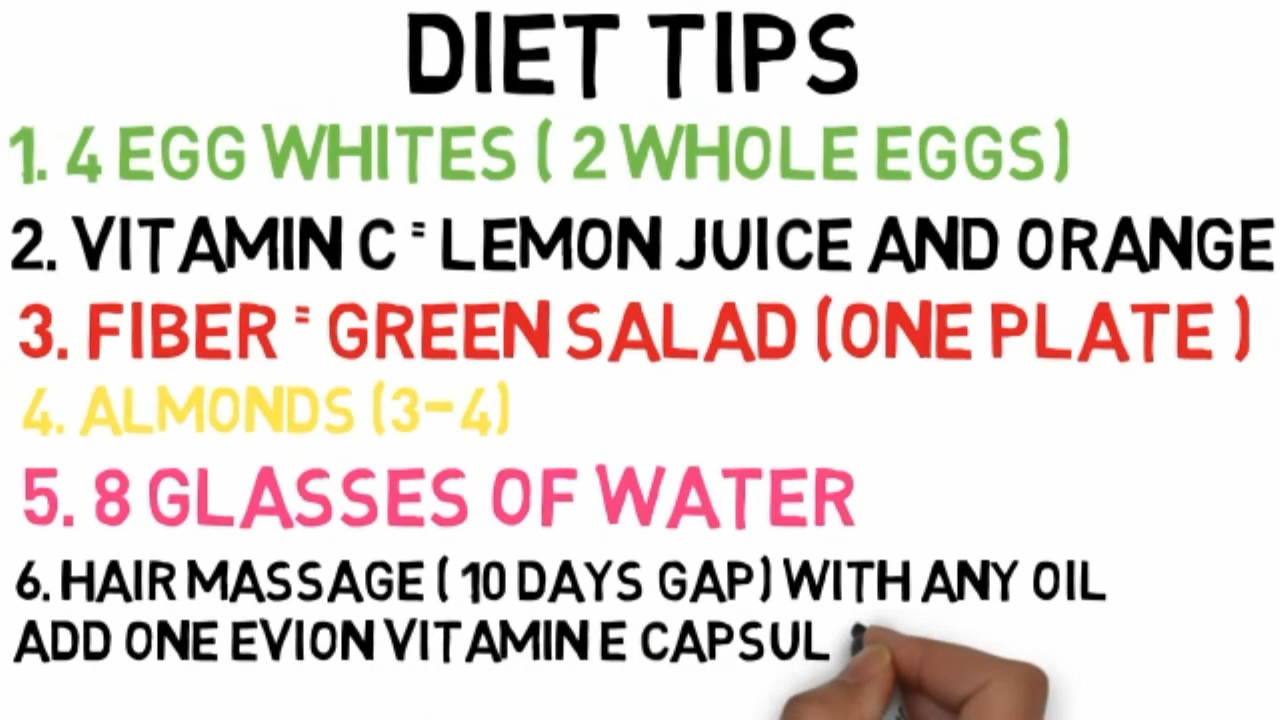 DIET TIPS
1. 4 EGG WHITES ( 2 WHOLE EGGS)
2. VITAMIN C = LEMON JUICE AND ORANGE
3. FIBER = GREEN SALAD (ONE PLATE )
4. ALMONDS (3-4)
5. 8 GLASSES OF WATER
6. HAIR MASSAGE ( 10 DAYS GAP) WITH ANY OIL
ADD ONE EVION VITAMIN E CAPSUL